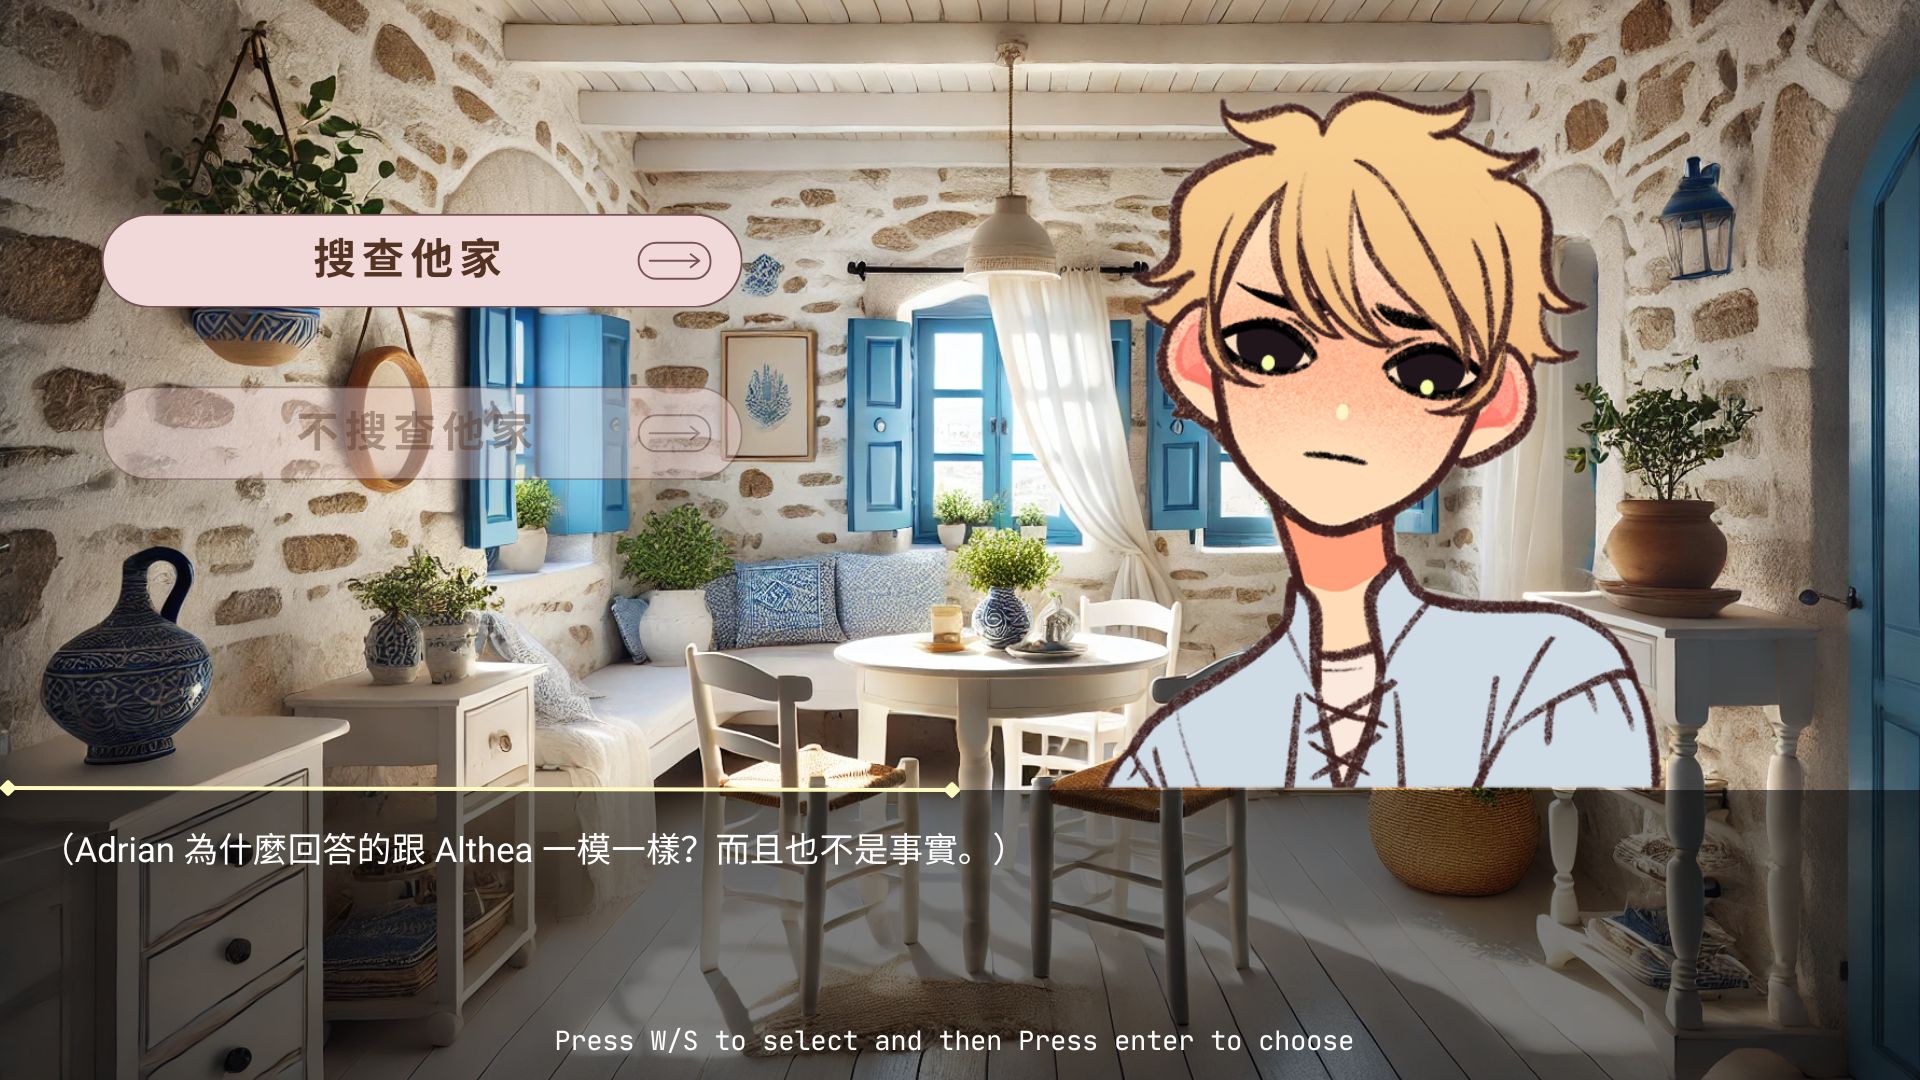 搜查他家
不搜查他家
（Adrian 為什麼回答的跟 Althea 一模一樣？而且也不是事實。）
Press W/S to select and then Press enter to choose